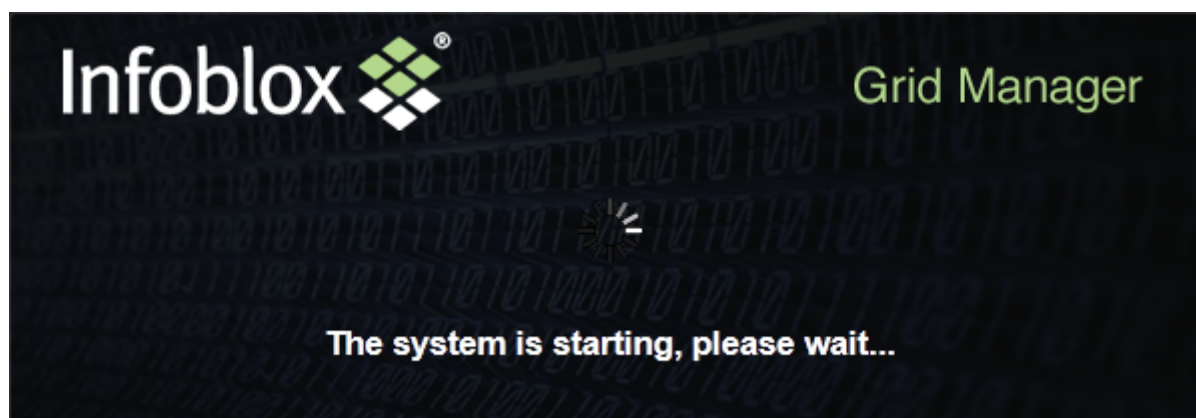 Infoblox®
Grid Manager
The system is starting, please wait...